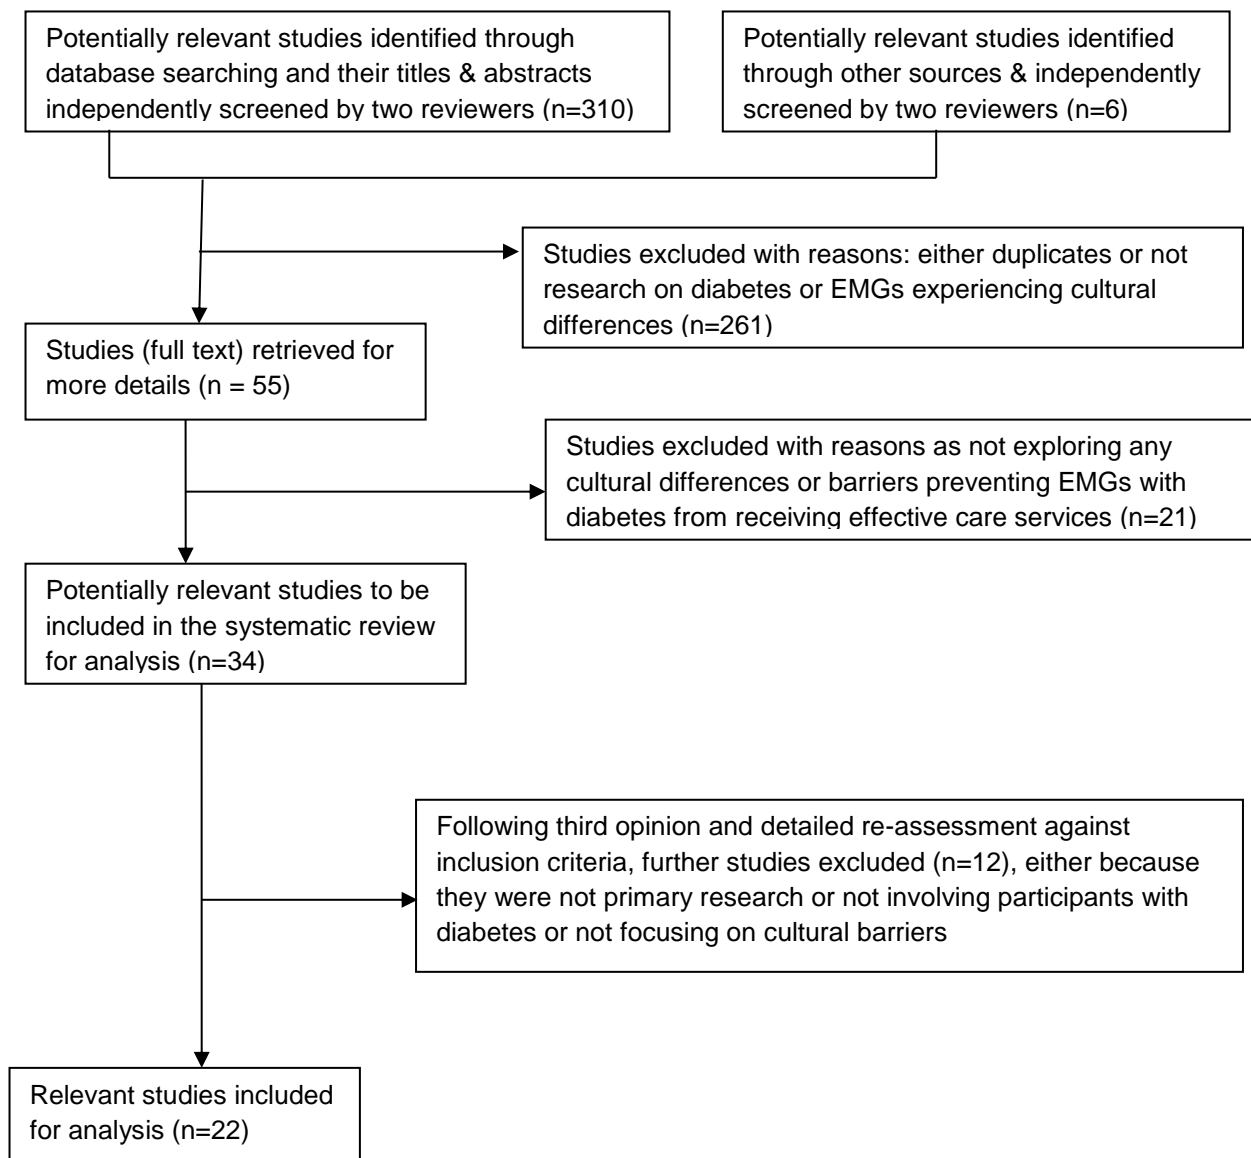 Potentially relevant studies identified through
database searching and their titles & abstracts
independently screened by two reviewers (n=310)
Potentially relevant studies identified
through other sources & independently
screened by two reviewers (n=6)
Studies excluded with reasons: either duplicates or not
research on diabetes or EMGs experiencing cultural
differences (n=261)
Studies (full text) retrieved for
more details (n = 55)
Studies excluded with reasons as not exploring any
cultural differences or barriers preventing EMGs with
diabetes from receiving effective care services (n=21)
Potentially relevant studies to be
included in the systematic review
for analysis (n=34)
Following third opinion and detailed re-assessment against
inclusion criteria, further studies excluded (n=12), either because
they were not primary research or not involving participants with
diabetes or not focusing on cultural barriers
Relevant studies included
for analysis (n=22)